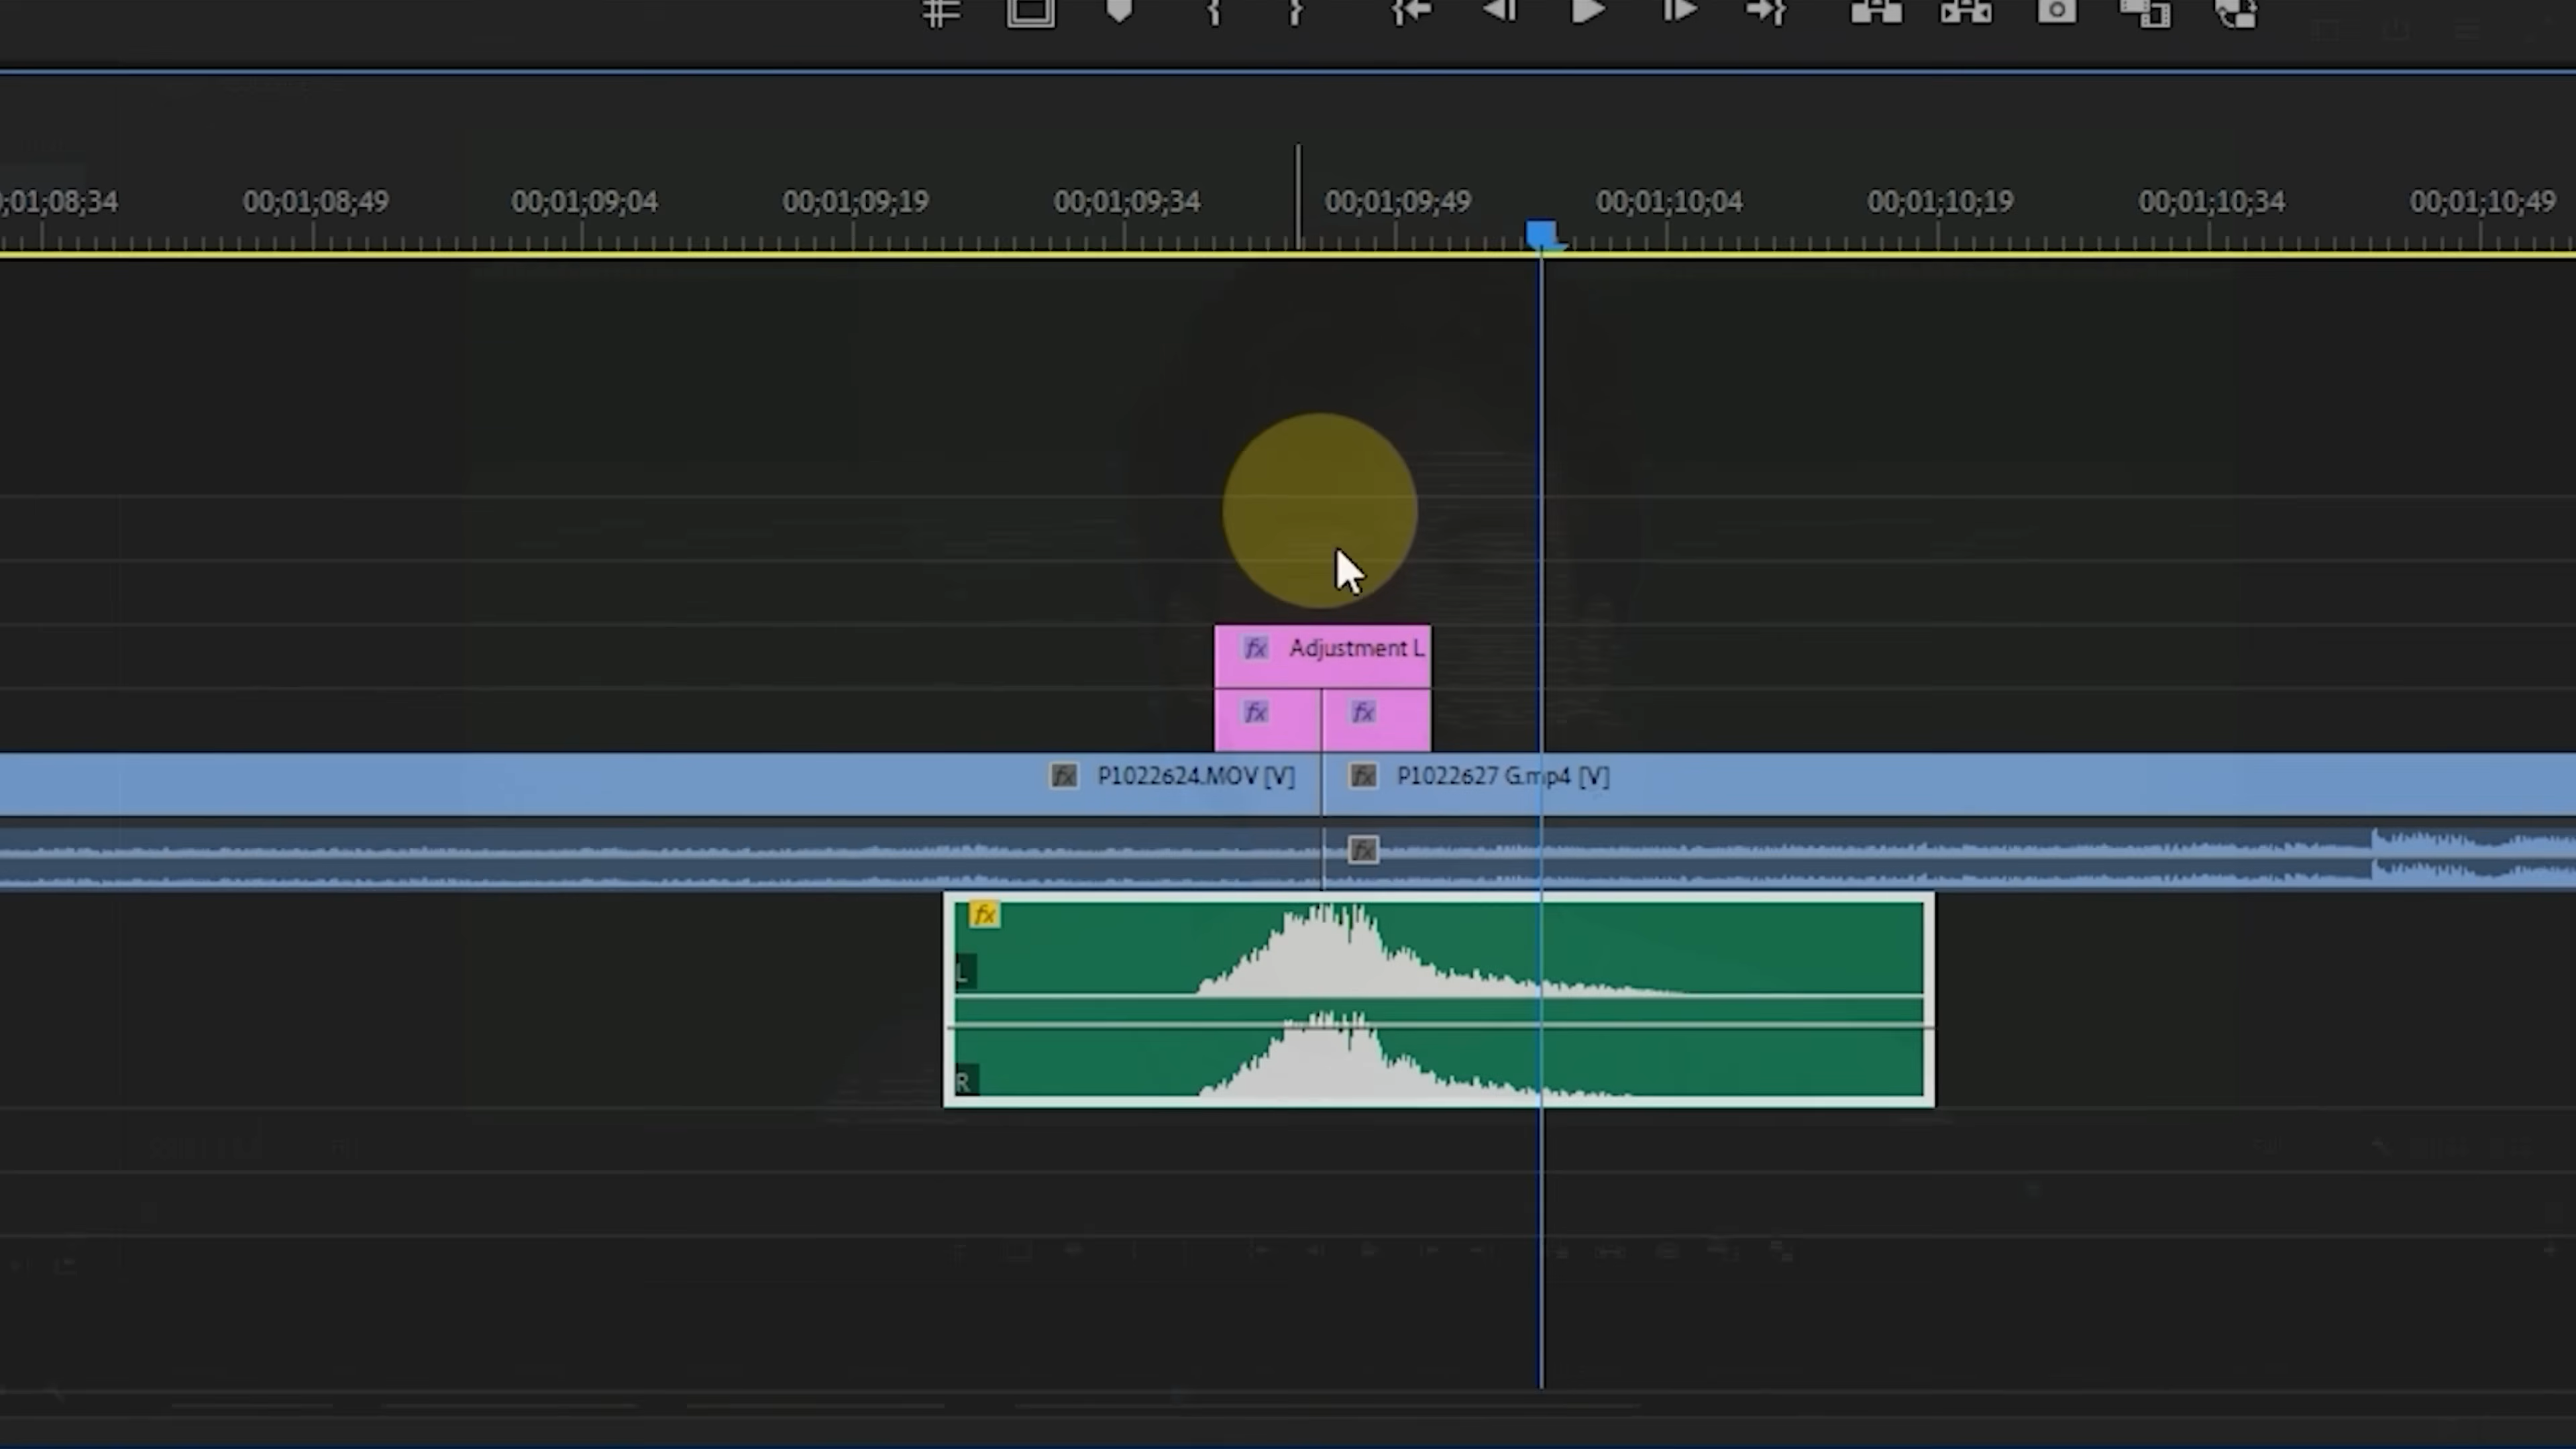 ;01;08;34 00;01;08;49 00;01;09;04 00;01;09;19 00;01;09;34 00;01;09;49 00;01;10;04 00;01;10;19 00;01;10;34 00;01;10;49
fx Adjustment L
fx fx
fx P1022624.MOV [V] fx P1022627 G.mp4 [V]
fx
fx
L
R